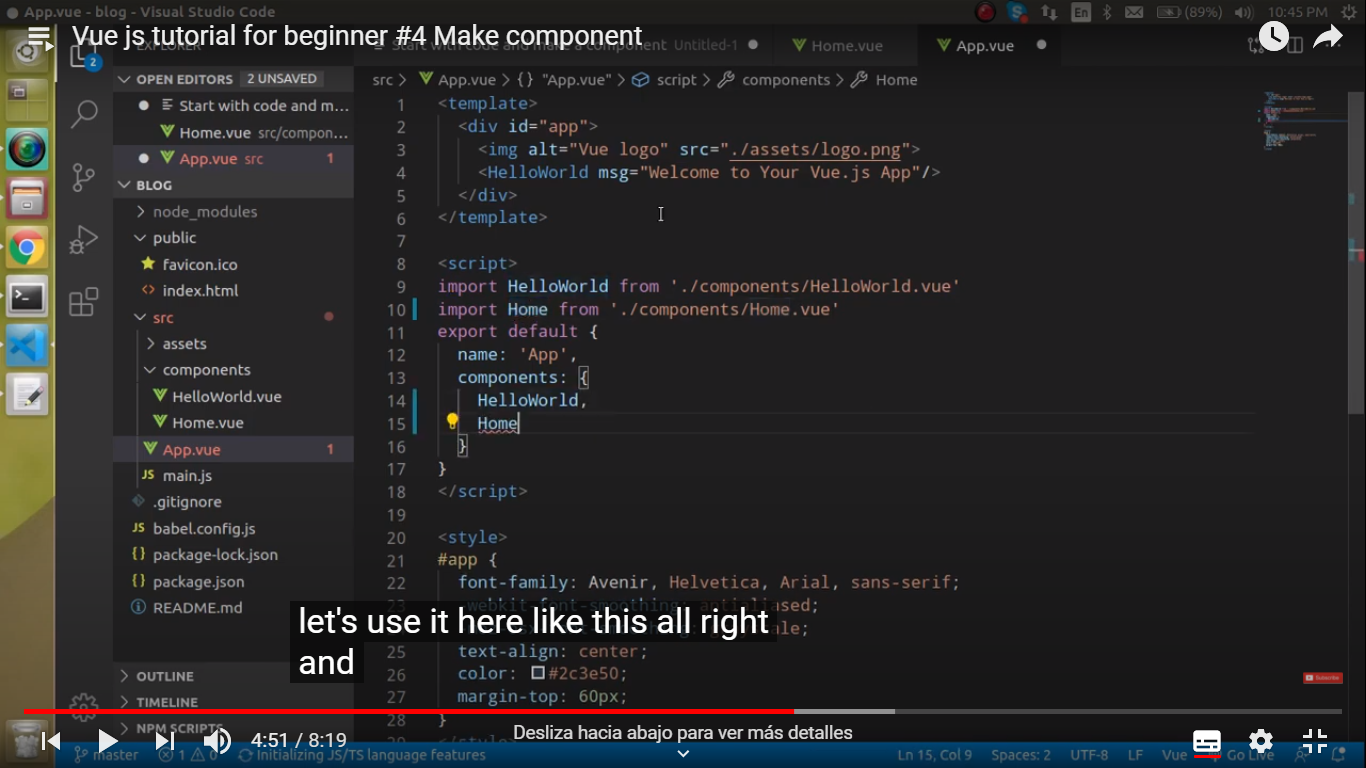 App.vue - blog - Visual Studio Code
En
(89%)
10:45 PM
Vue js tutorial for beginner #4 Make component
EXPLORER
Start with code and make a component Untitled-1
Home.vue
App.vue
2
OPEN EDITORS
2 UNSAVED
Start with code and m...
Home.vue src/compon...
App.vue src
1
BLOG
node_modules
public
favicon.ico
index.html
src
assets
components
HelloWorld.vue
Home.vue
App.vue
1
JS main.js
.gitignore
JS babel.config.js
{} package-lock.json
{} package.json
README.md
OUTLINE
TIMELINE
NPM SCRIPTS
src > App.vue > {} "App.vue" > script > components > Home
1 <template>
2 <div id="app">
3 <img alt="Vue logo" src="./assets/logo.png">
4 <HelloWorld msg="Welcome to Your Vue.js App"/>
5 </div>
6 </template>
7
8 <script>
9 import HelloWorld from './components/HelloWorld.vue'
10 import Home from './components/Home.vue'
11 export default {
12 name: 'App',
13 components: {
14 HelloWorld,
15 Home
16 }
17 }
18 </script>
19
20 <style>
21 #app {
22 font-family: Avenir, Helvetica, Arial, sans-serif;
23 -webkit-font-smoothing: antialiased;
25 text-align: center;
26 color: #2c3e50;
27 margin-top: 60px;
28 }
</style>
let's use it here like this all right
and
Subscribe
4:51 / 8:19
Desliza hacia abajo para ver más detalles
master
1
0
Initializing JS/TS language features
Ln 15, Col 9
Spaces: 2
UTF-8
LF
Vue
Go Live